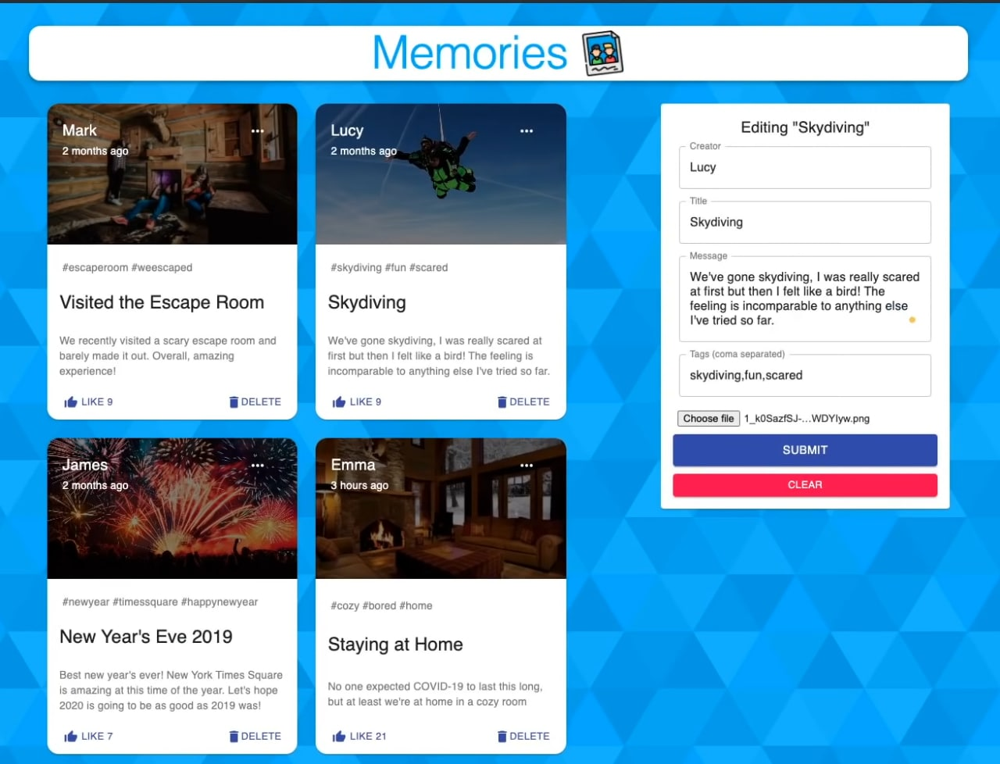 Memories
Mark
2 months ago
#escaperoom #weescaped
Visited the Escape Room
We recently visited a scary escape room and
barely made it out. Overall, amazing
experience!
LIKE 9
DELETE
Lucy
2 months ago
#skydiving #fun #scared
Skydiving
We've gone skydiving, I was really scared at
first but then I felt like a bird! The feeling is
incomparable to anything else I've tried so far.
LIKE 9
DELETE
James
2 months ago
#newyear #timessquare #happynewyear
New Year's Eve 2019
Best new year's ever! New York Times Square
is amazing at this time of the year. Let's hope
2020 is going to be as good as 2019 was!
LIKE 7
DELETE
Emma
3 hours ago
#cozy #bored #home
Staying at Home
No one expected COVID-19 to last this long,
but at least we're at home in a cozy room
LIKE 21
DELETE
Editing "Skydiving"
Creator
Lucy
Title
Skydiving
Message
We've gone skydiving, I was really scared
at first but then I felt like a bird! The
feeling is incomparable to anything else
I've tried so far.
Tags (coma separated)
skydiving,fun,scared
Choose file 1_k0SazfSJ-...WDYIyw.png
SUBMIT
CLEAR